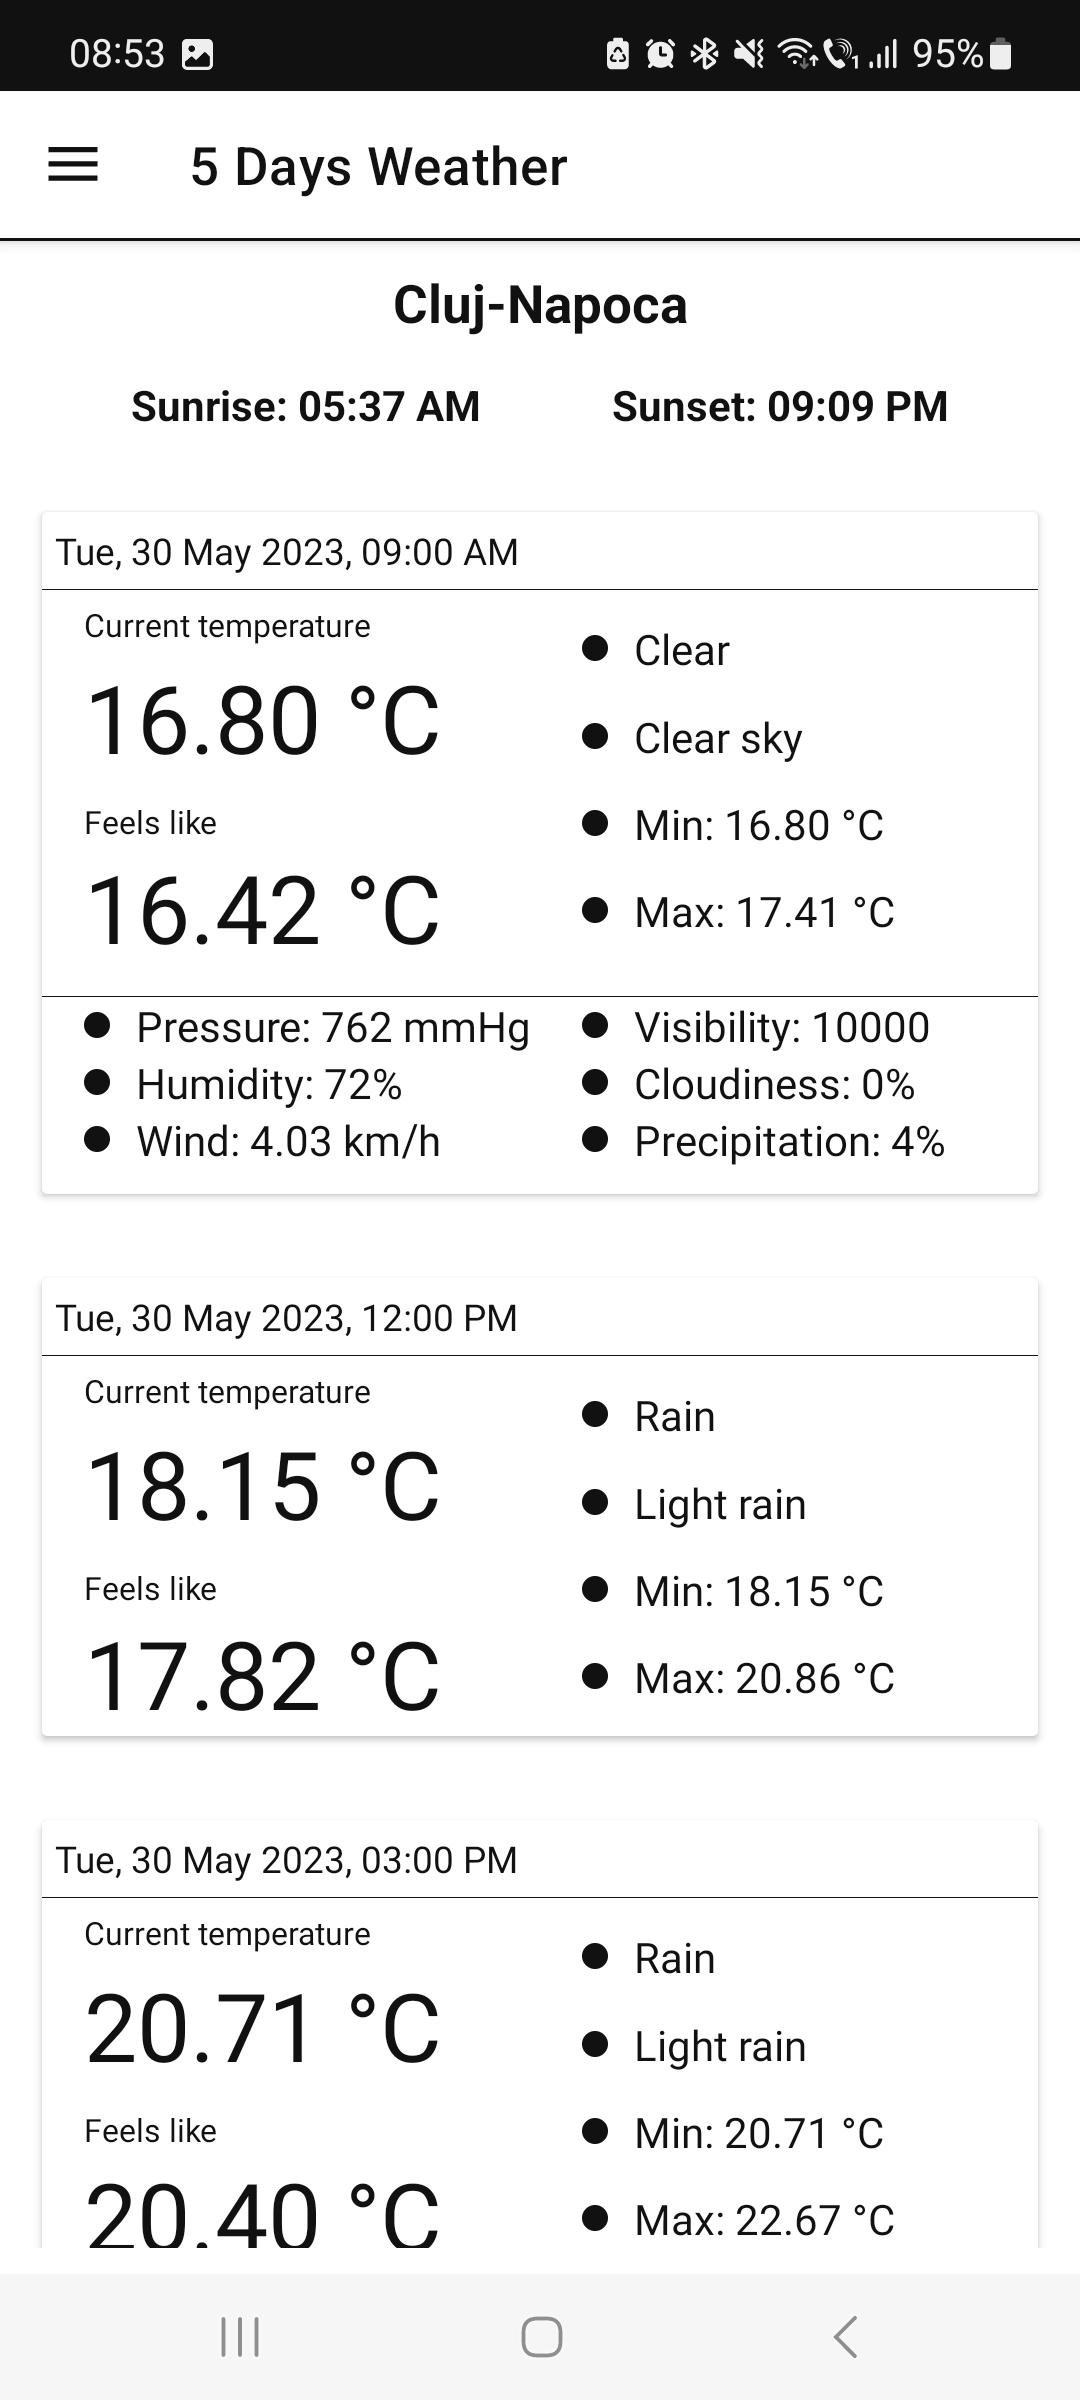 08:53 95%
5 Days Weather
Cluj-Napoca
Sunrise: 05:37 AM Sunset: 09:09 PM
Tue, 30 May 2023, 09:00 AM
Current temperature
16.80 °C
Feels like
16.42 °C
Clear
Clear sky
Min: 16.80 °C
Max: 17.41 °C
Pressure: 762 mmHg
Humidity: 72%
Wind: 4.03 km/h
Visibility: 10000
Cloudiness: 0%
Precipitation: 4%
Tue, 30 May 2023, 12:00 PM
Current temperature
18.15 °C
Feels like
17.82 °C
Rain
Light rain
Min: 18.15 °C
Max: 20.86 °C
Tue, 30 May 2023, 03:00 PM
Current temperature
20.71 °C
Feels like
20.40 °C
Rain
Light rain
Min: 20.71 °C
Max: 22.67 °C